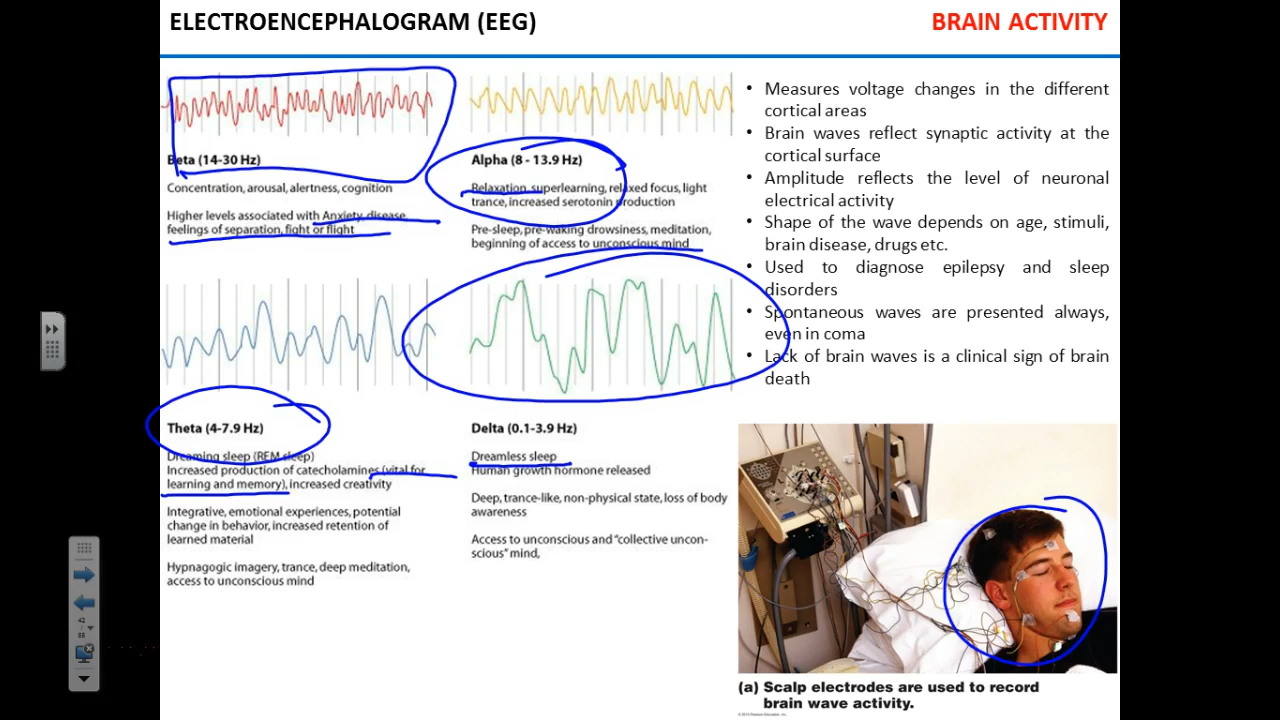 ELECTROENCEPHALOGRAM (EEG)
BRAIN ACTIVITY
Beta (14-30 Hz)
Concentration, arousal, alertness, cognition
Higher levels associated with Anxiety, disease,
feelings of separation, fight or flight
Alpha (8 - 13.9 Hz)
Relaxation, superlearning, relaxed focus, light
trance, increased serotonin production
Pre-sleep, pre-waking drowsiness, meditation,
beginning of access to unconscious mind
Theta (4-7.9 Hz)
Dreaming sleep (REM sleep)
Increased production of catecholamines (vital for
learning and memory), increased creativity
Integrative, emotional experiences, potential
change in behavior, increased retention of
learned material
Hypnagogic imagery, trance, deep meditation,
access to unconscious mind
Delta (0.1-3.9 Hz)
Dreamless sleep
Human growth hormone released
Deep, trance-like, non-physical state, loss of body
awareness
Access to unconscious and "collective uncon-
scious" mind,
• Measures voltage changes in the different
cortical areas
• Brain waves reflect synaptic activity at the
cortical surface
• Amplitude reflects the level of neuronal
electrical activity
• Shape of the wave depends on age, stimuli,
brain disease, drugs etc.
• Used to diagnose epilepsy and sleep
disorders
• Spontaneous waves are presented always,
even in coma
• Lack of brain waves is a clinical sign of brain
death
(a) Scalp electrodes are used to record
brain wave activity.
42
/
88